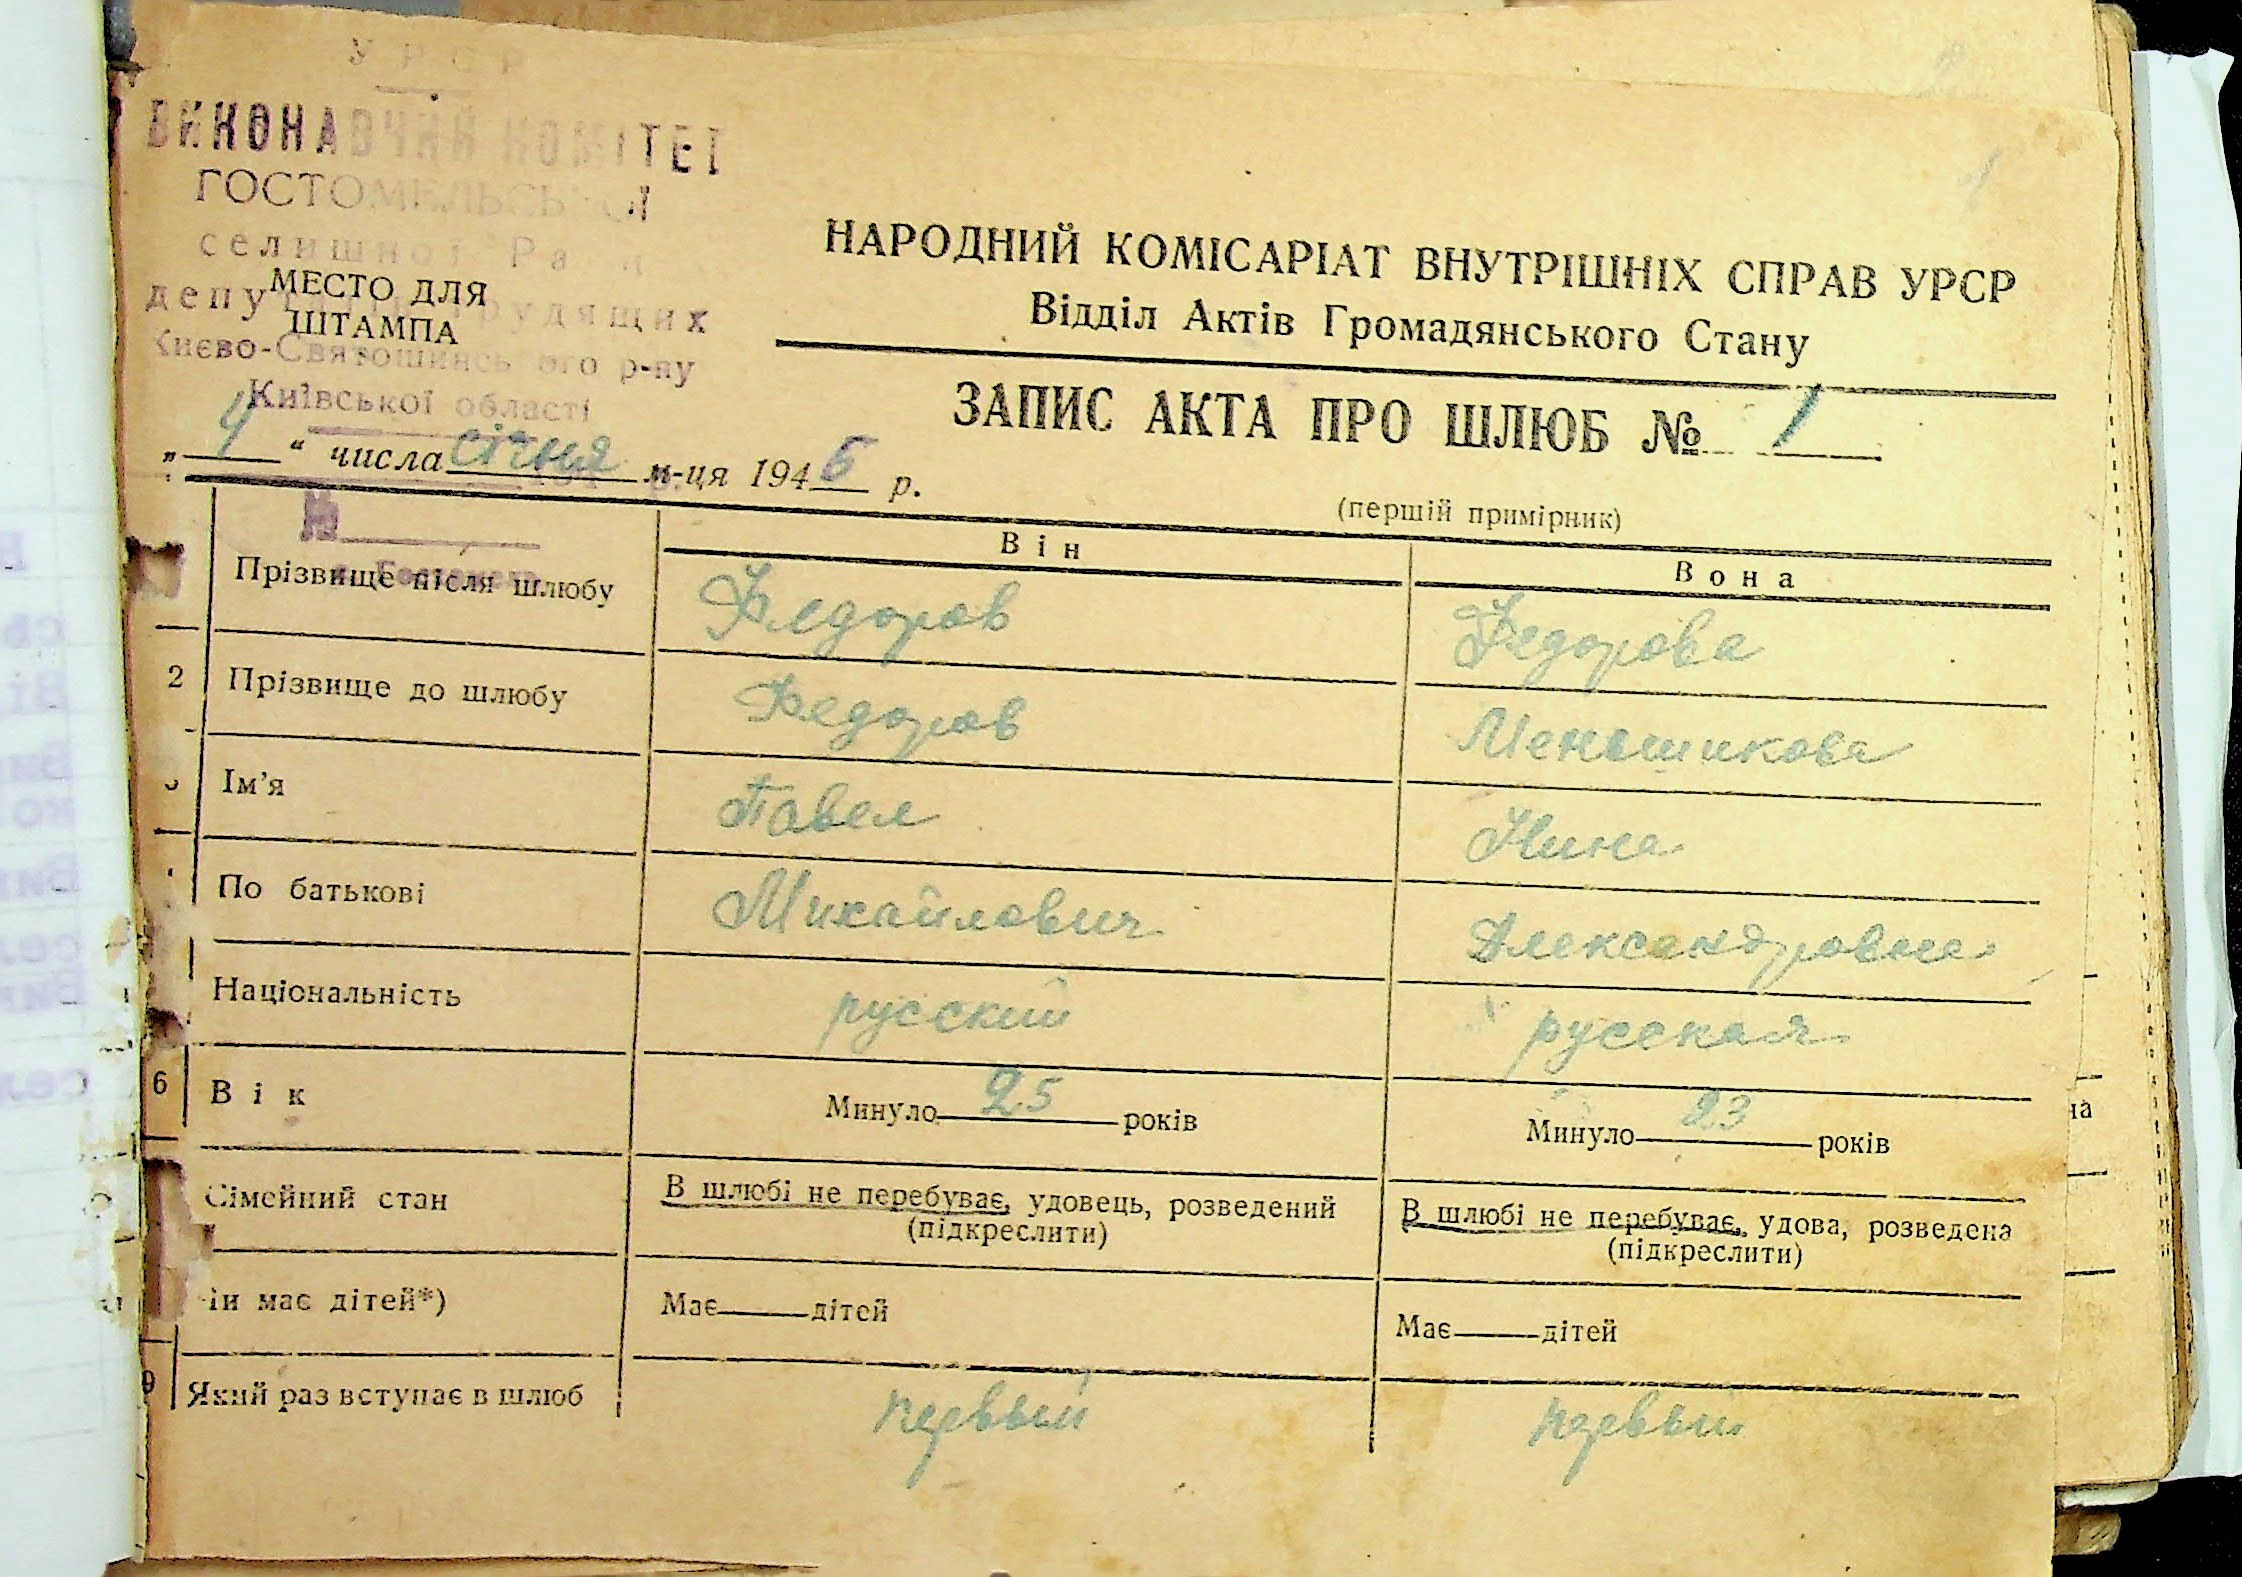 УРСР
ВИКОНАВЧИЙ КОМІТЕТ
ГОСТОМЕЛЬСЬКОЇ
селишної Ради
депутатів трудящих
МЕСТО ДЛЯ
ШТАМПА
Києво-Святошинського р-ну
Київської області
НАРОДНИЙ КОМІСАРІАТ ВНУТРІШНІХ СПРАВ УРСР
Відділ Актів Громадянського Стану
ЗАПИС АКТА ПРО ШЛЮБ № 1
„4“ числа січня м-ця 1946 р.
(першій примірник)
№
Він Вона
Прізвище після шлюбу Федоров Федорова
2 Прізвище до шлюбу Федоров Меньшикова
Ім’я Павел Нина
По батькові Михайлович Александровна
Національність русский русская
6 Вік Минуло 25 років Минуло 23 років
Сімейний стан В шлюбі не перебуває, удовець, розведений (підкреслити) В шлюбі не перебуває, удова, розведена (підкреслити)
має дітей*) Має дітей Має дітей
9 Який раз вступає в шлюб первый первый